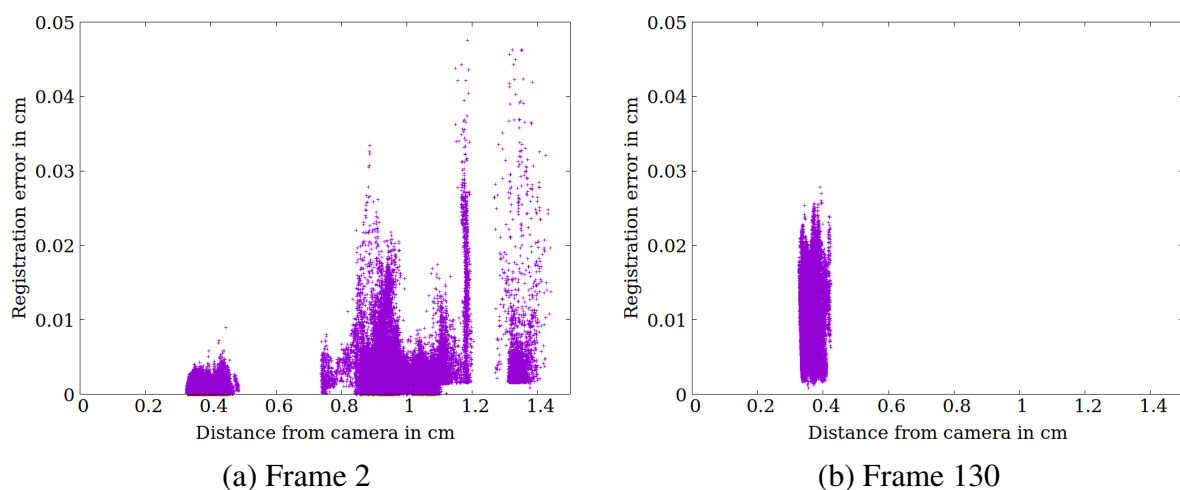 0.05
0.04
0.03
0.02
0.01
0
0 0.2 0.4 0.6 0.8 1 1.2 1.4
Registration error in cm
Distance from camera in cm
(a) Frame 2
0.05
0.04
0.03
0.02
0.01
0
0 0.2 0.4 0.6 0.8 1 1.2 1.4
Registration error in cm
Distance from camera in cm
(b) Frame 130